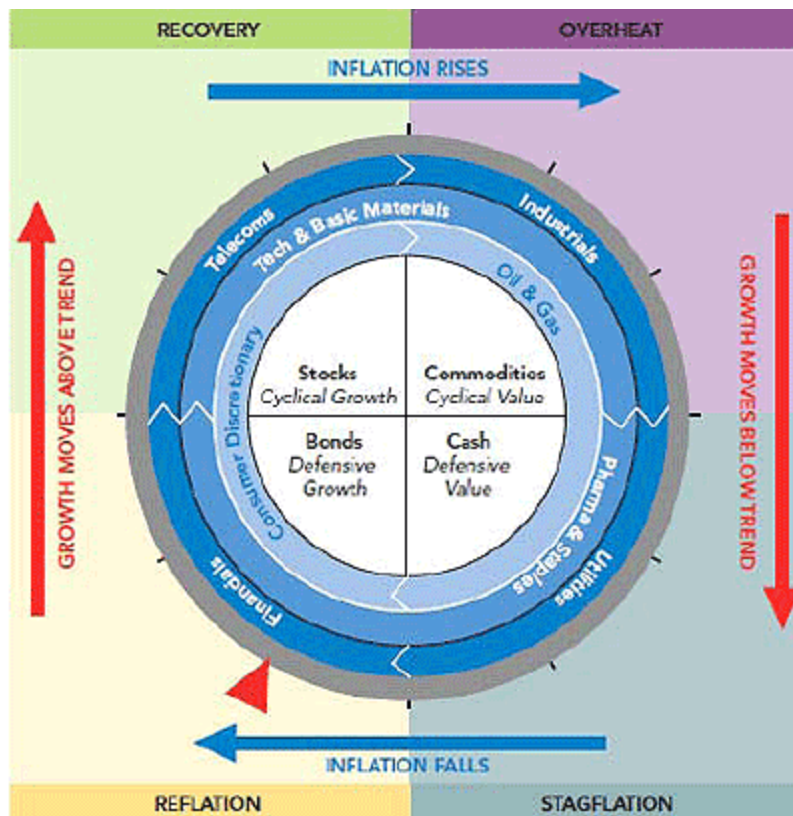 RECOVERY
OVERHEAT
INFLATION RISES
GROWTH MOVES ABOVE TREND
GROWTH MOVES BELOW TREND
Telecoms
Tech & Basic Materials
Industrials
Oil & Gas
Consumer Discretionary
Stocks
Cyclical Growth
Commodities
Cyclical Value
Bonds
Defensive
Growth
Cash
Defensive
Value
Financials
Pharma & Staples
Utilities
INFLATION FALLS
REFLATION
STAGFLATION